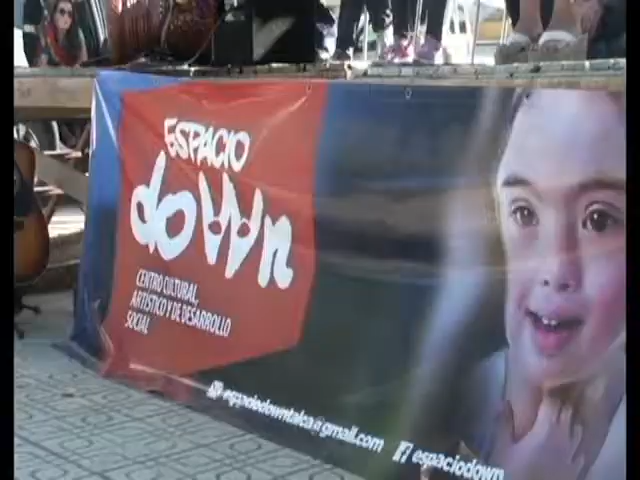 ESPACIO
down
CENTRO CULTURAL,
ARTISTICO Y DE DESARROLLO
SOCIAL
espaciodowntalca@gmail.com espaciodown